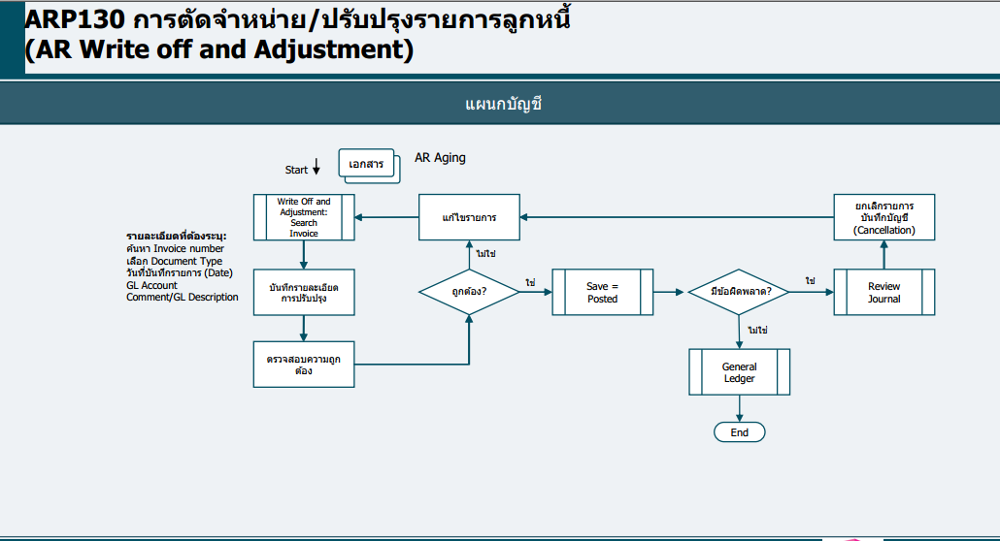 ARP130 การตัดจำหน่าย/ปรับปรุงรายการลูกหนี้
(AR Write off and Adjustment)
แผนกบัญชี
Start
เอกสาร
AR Aging
Write Off and
Adjustment:
Search
Invoice
แก้ไขรายการ
ยกเลิกรายการ
บันทึกบัญชี
(Cancellation)
รายละเอียดที่ต้องระบุ:
ค้นหา Invoice number
เลือก Document Type
วันที่บันทึกรายการ (Date)
GL Account
Comment/GL Description
บันทึกรายละเอียด
การปรับปรุง
ไม่ใช่
ถูกต้อง?
ใช่
Save =
Posted
มีข้อผิดพลาด?
ใช่
Review
Journal
ไม่ใช่
ตรวจสอบความถูก
ต้อง
General
Ledger
End